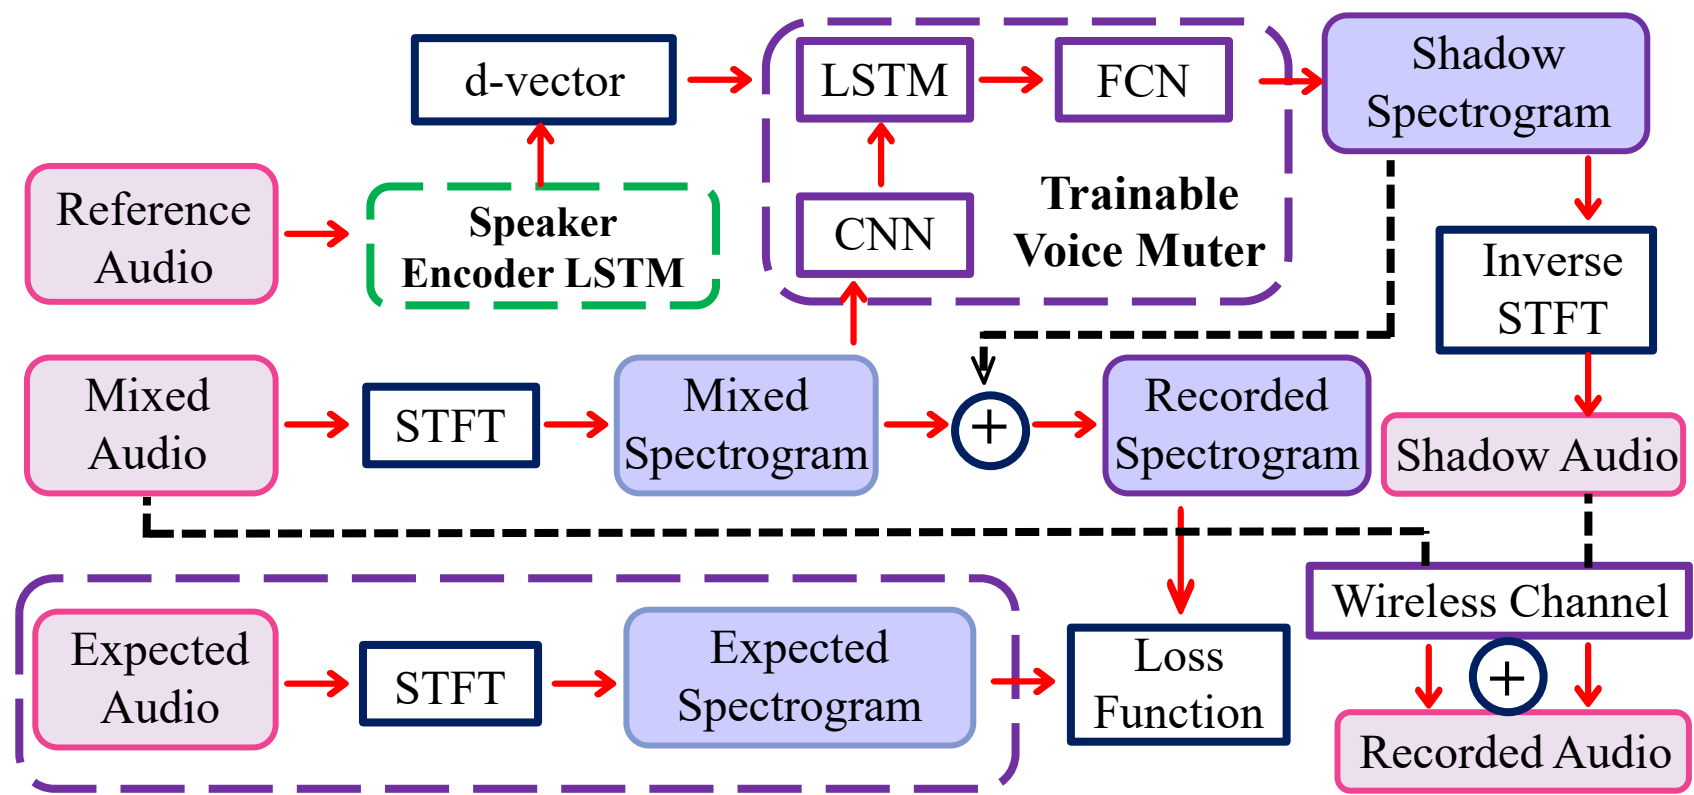 d-vector
LSTM
FCN
Shadow
Spectrogram
Reference
Audio
Speaker
Encoder LSTM
CNN
Trainable
Voice Muter
Inverse
STFT
Mixed
Audio
STFT
Mixed
Spectrogram
+
Recorded
Spectrogram
Shadow Audio
Wireless Channel
Expected
Audio
STFT
Expected
Spectrogram
Loss
Function
+
Recorded Audio